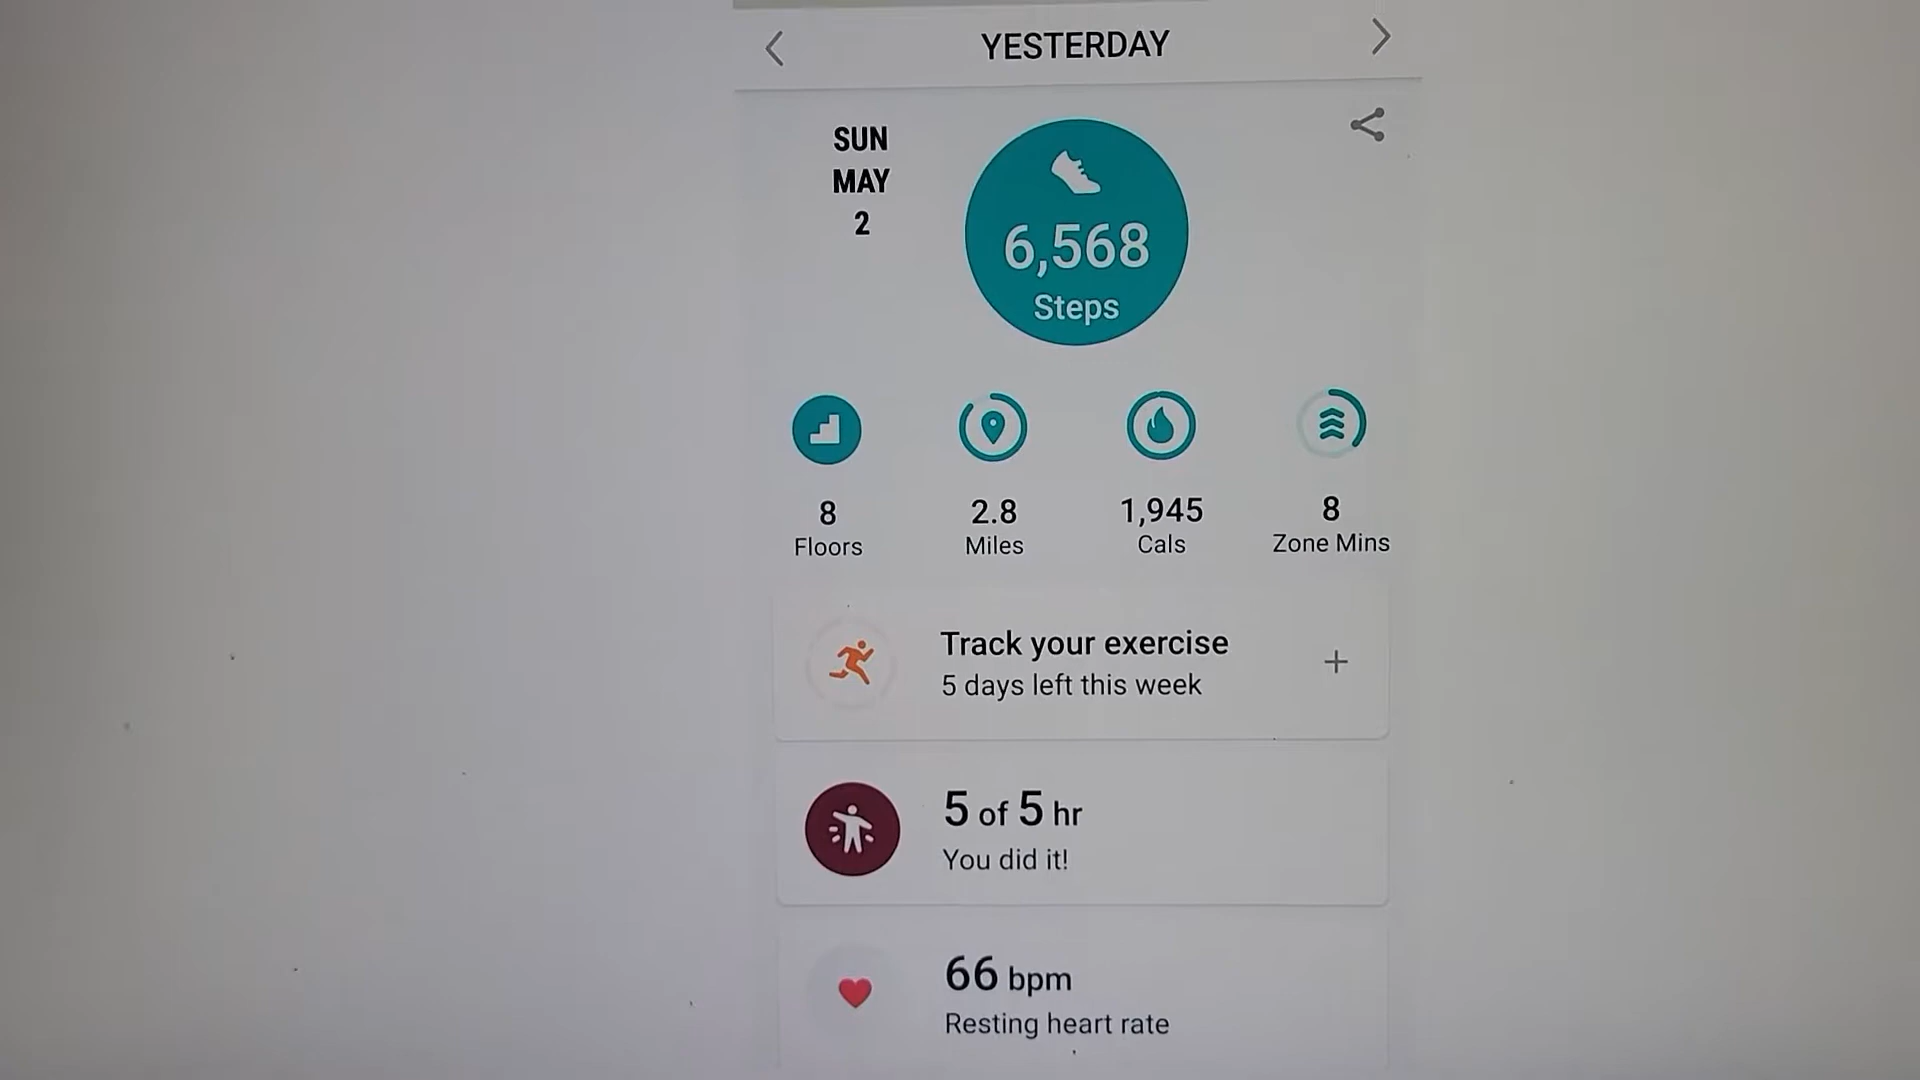 YESTERDAY
SUN
MAY
2
6,568
Steps
8
Floors
2.8
Miles
1,945
Cals
8
Zone Mins
Track your exercise
5 days left this week
5 of 5 hr
You did it!
66 bpm
Resting heart rate